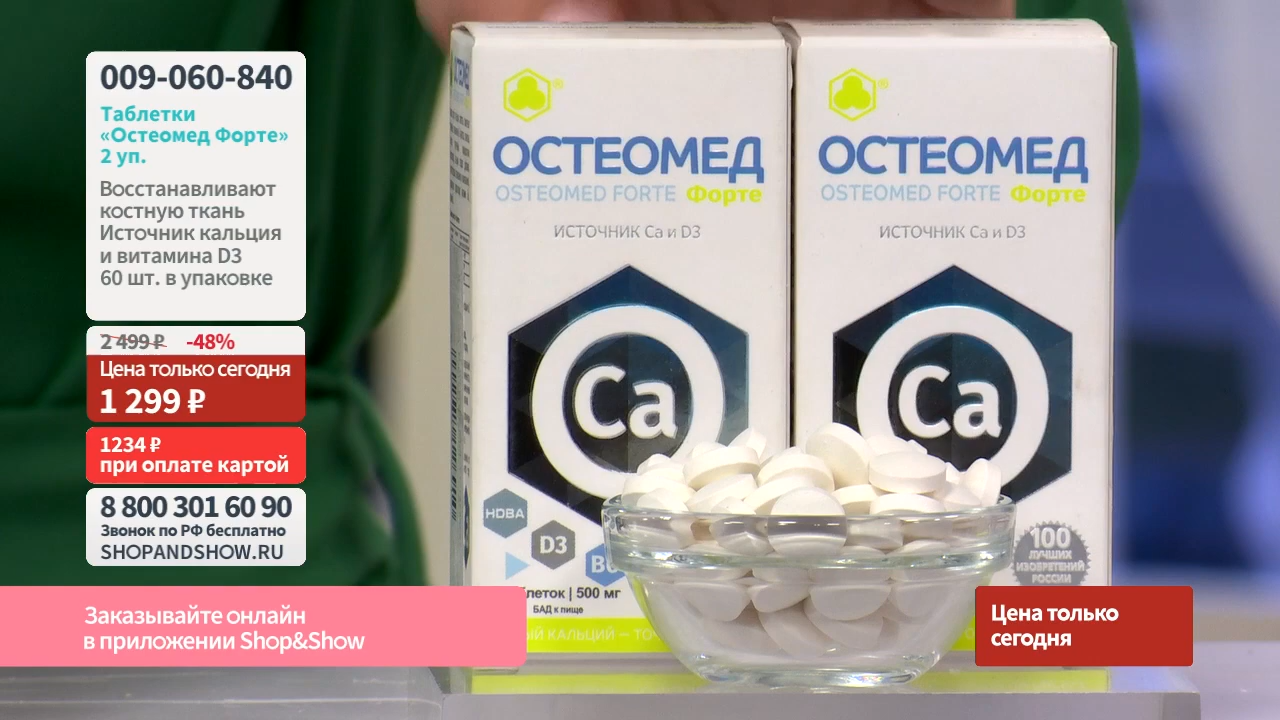 009-060-840
Таблетки
«Остеомед Форте»
2 уп.
Восстанавливают
костную ткань
Источник кальция
и витамина D3
60 шт. в упаковке
2 499 ₽ -48%
Цена только сегодня
1 299 ₽
1234 ₽
при оплате картой
8 800 301 60 90
Звонок по РФ бесплатно
SHOPANDSHOW.RU
Заказывайте онлайн
в приложении Shop&Show
Цена только
сегодня
®
ОСТЕОМЕД
OSTEOMED FORTE Форте
ИСТОЧНИК Ca и D3
Ca
HDBA
D3
B6
500 мг
БАД к пище
КАЛЬЦИЙ —
®
ОСТЕОМЕД
OSTEOMED FORTE Форте
ИСТОЧНИК Ca и D3
Ca
100
ЛУЧШИХ
ИЗОБРЕТЕНИЙ
РОССИИ